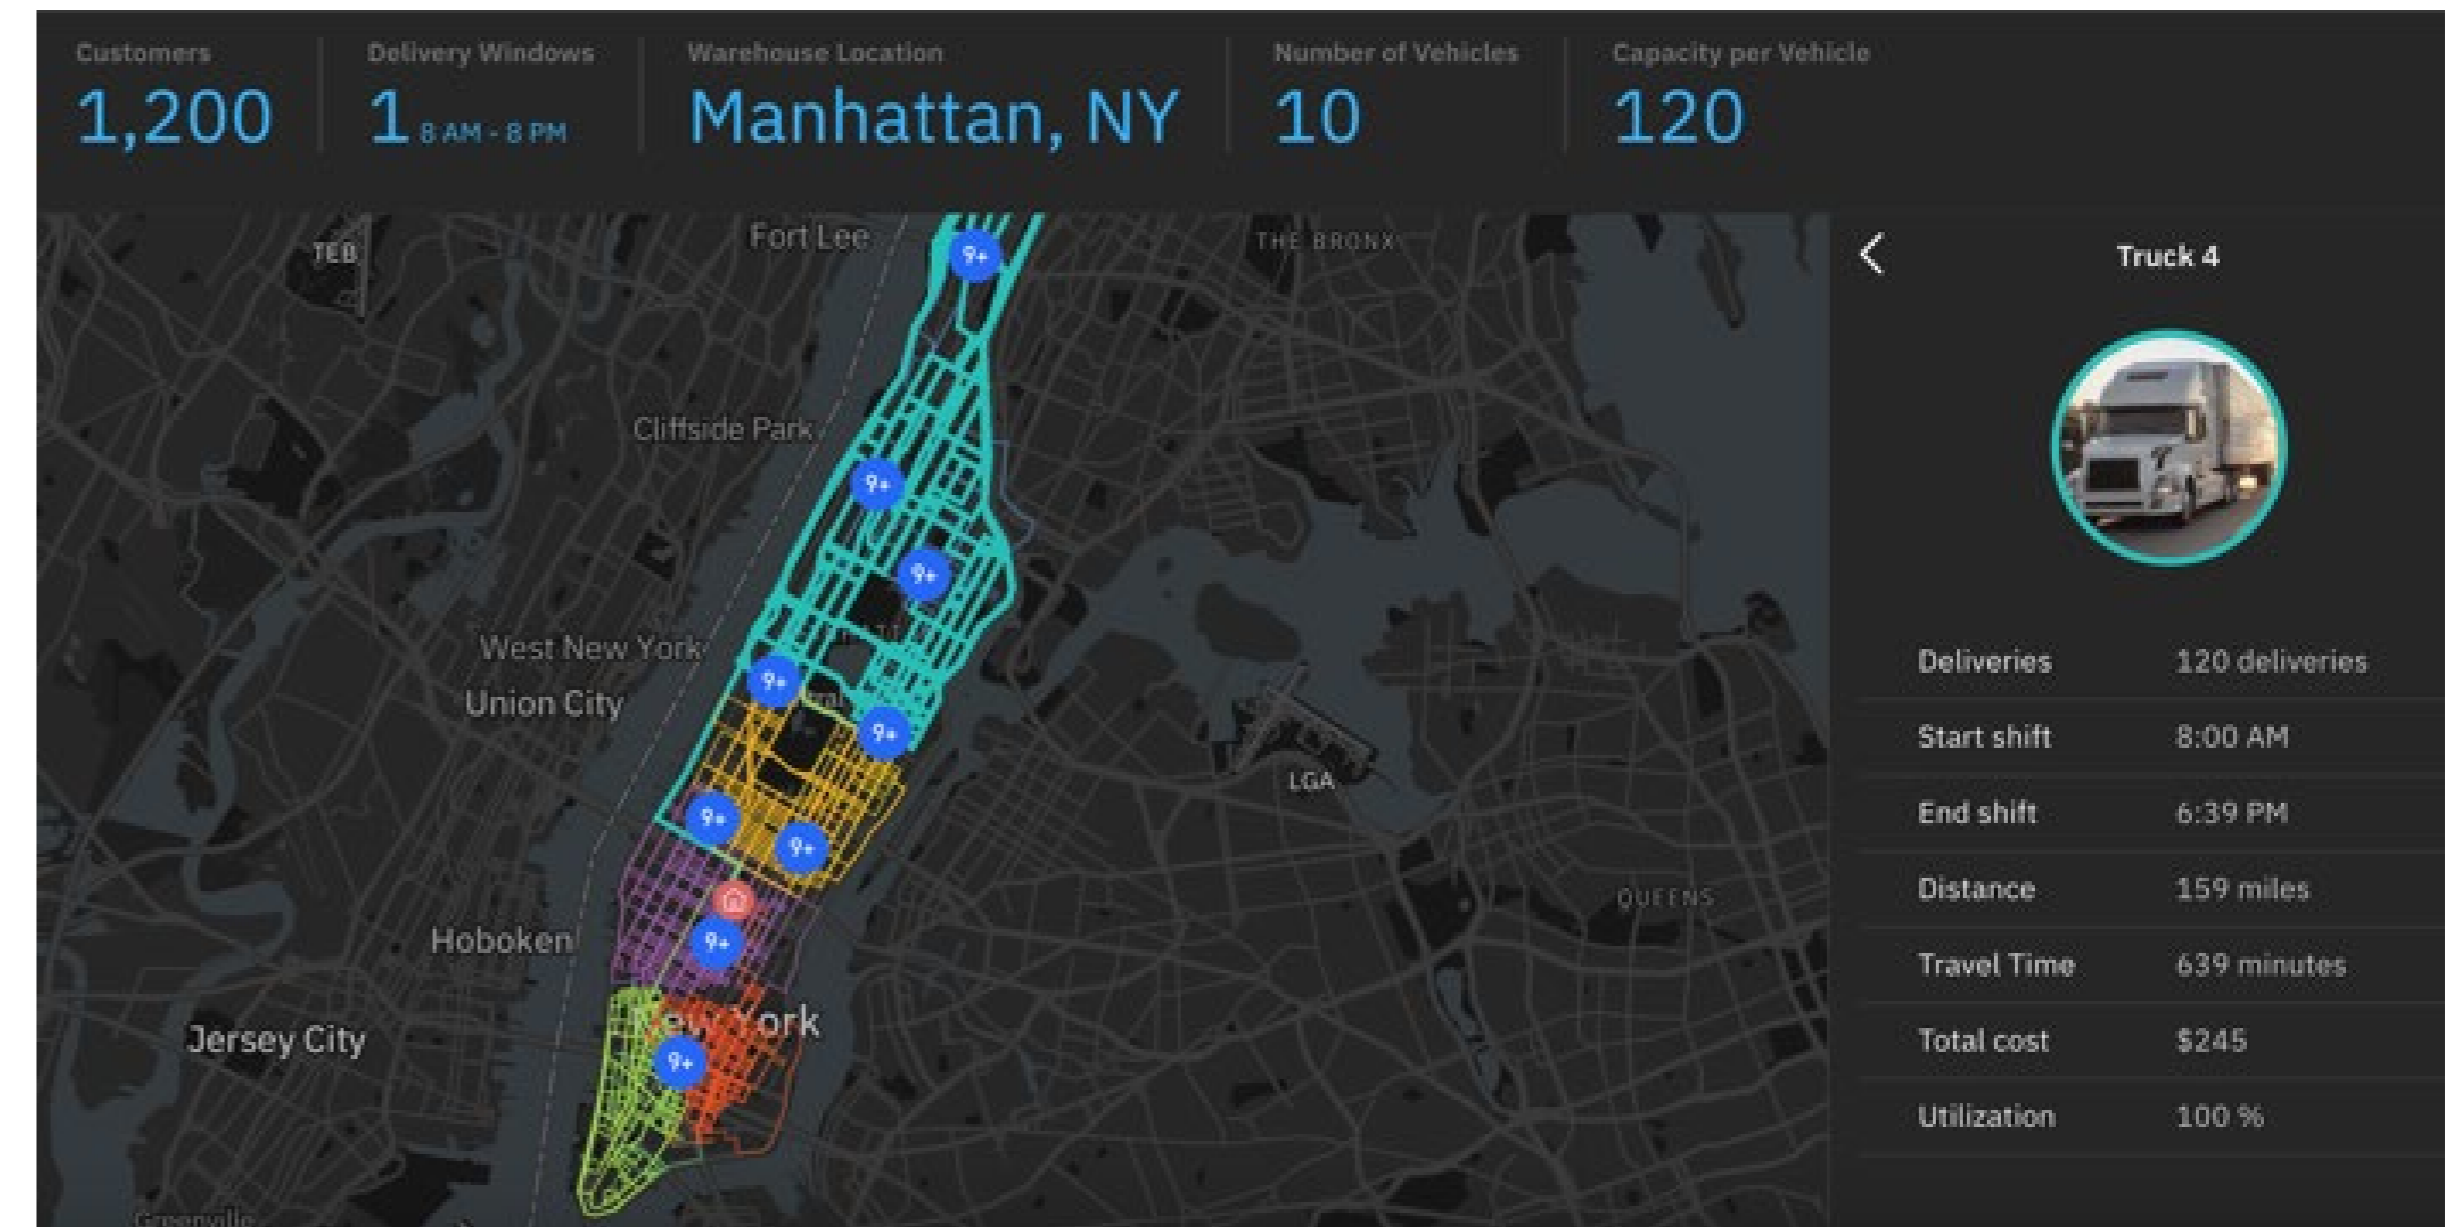 Customers
1,200
Delivery Windows
1 8 AM - 8 PM
Warehouse Location
Manhattan, NY
Number of Vehicles
10
Capacity per Vehicle
120
TEB
Fort Lee
THE BRONX
9+
Cliffside Park
9+
9+
West New York
9+
Union City
9+
LGA
9+
9+
QUEENS
Hoboken
9+
York
Jersey City
9+
Greenville
Truck 4
Deliveries 120 deliveries
Start shift 8:00 AM
End shift 6:39 PM
Distance 159 miles
Travel Time 639 minutes
Total cost $245
Utilization 100 %